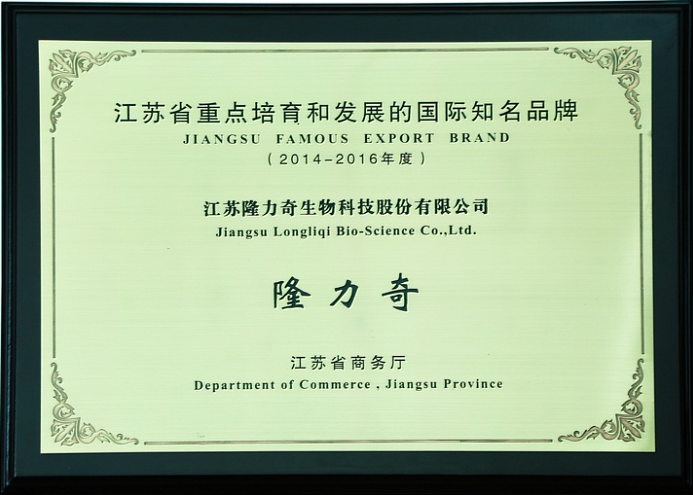 江苏省重点培育和发展的国际知名品牌
JIANGSU FAMOUS EXPORT BRAND
（2014-2016年度）
江苏隆力奇生物科技股份有限公司
Jiangsu Longliqi Bio-Science Co.,Ltd.
隆力奇
江苏省商务厅
Department of Commerce , Jiangsu Province